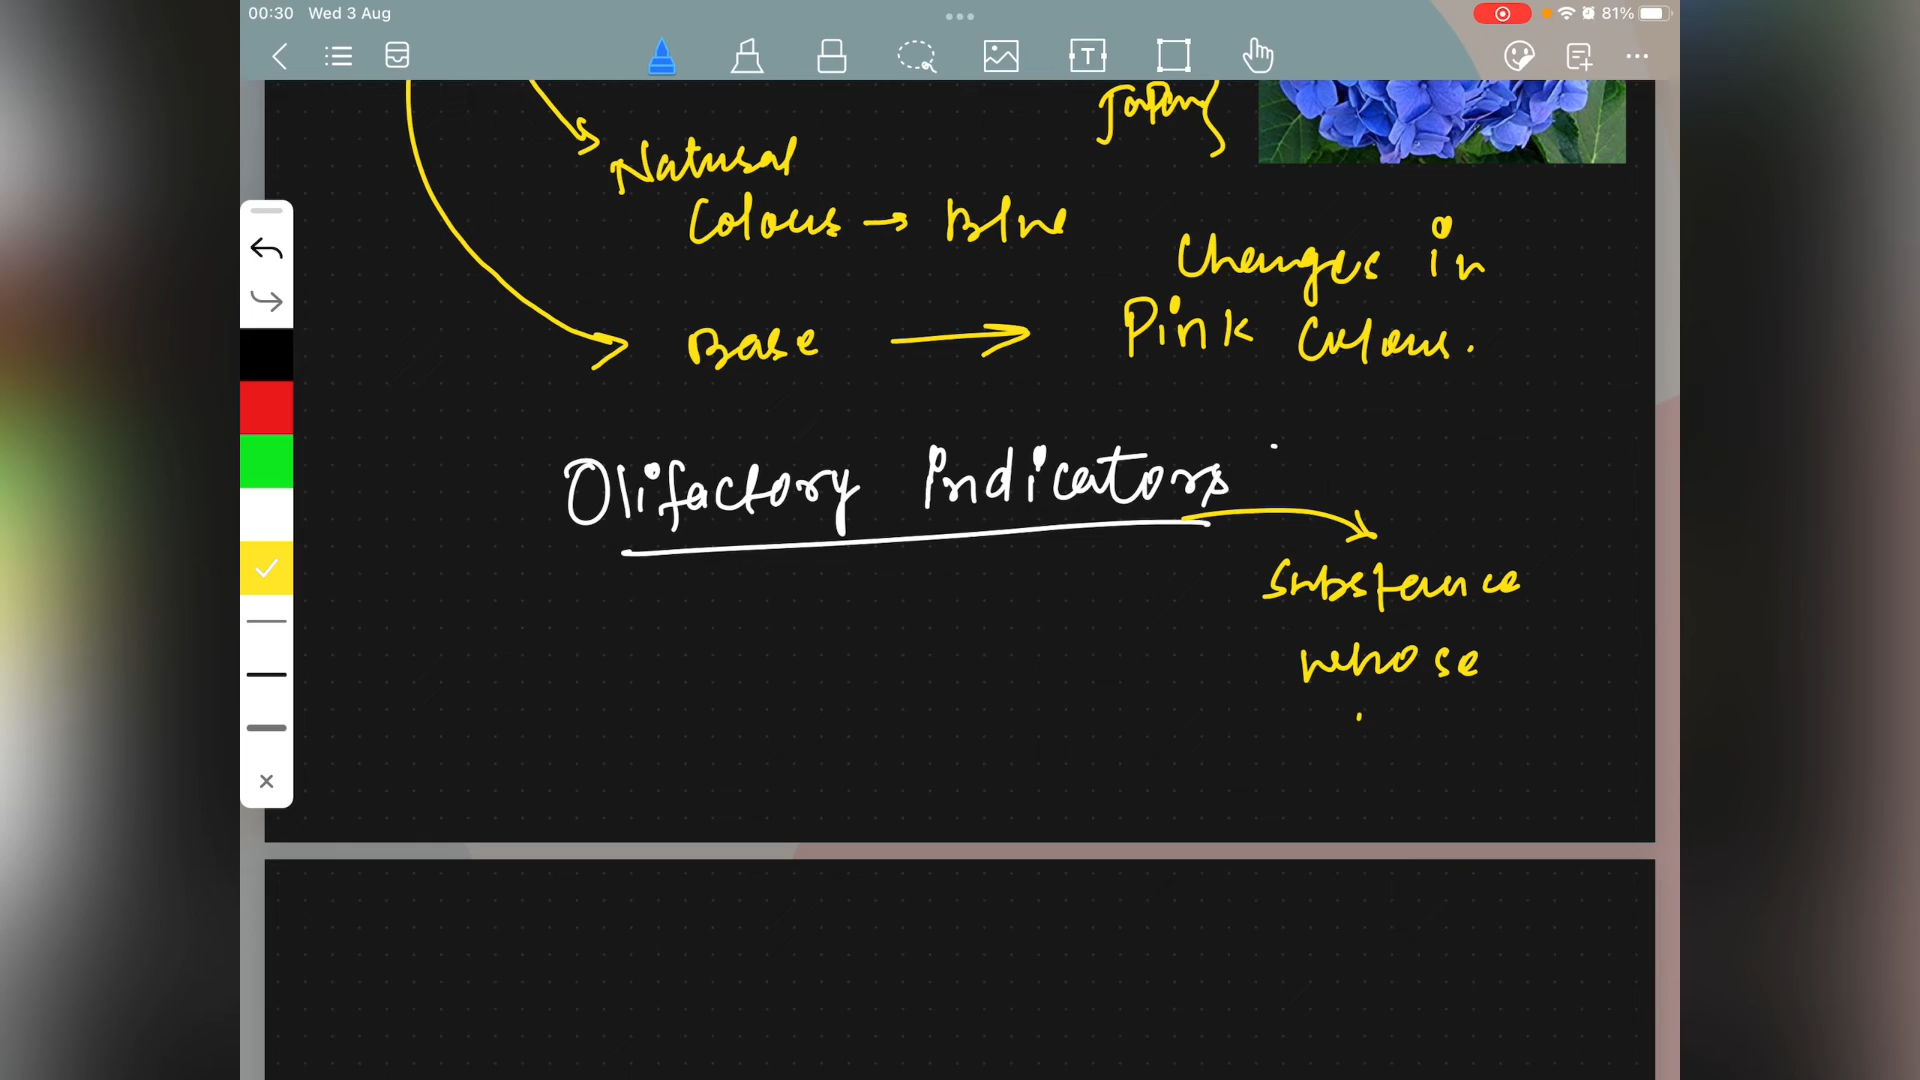 00:30 Wed 3 Aug
81%
Natural
Colour → Blue
Changes in
Base → Pink Colour.
Olifactory Indicators
Substance
whose